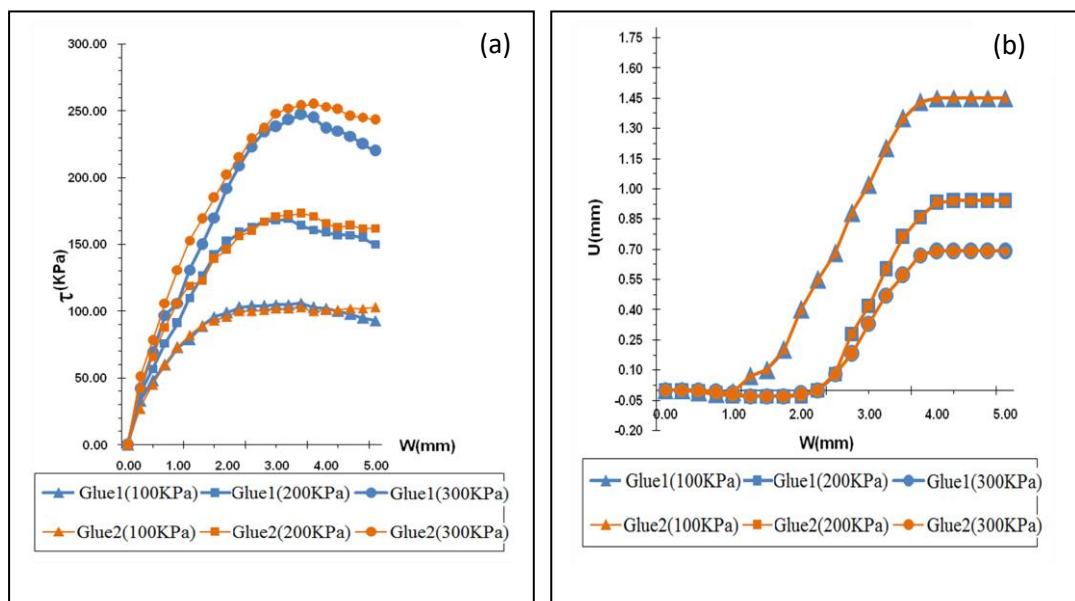 (a)
300.00
250.00
200.00
150.00
100.00
50.00
0.00
τ(KPa)
0.00 1.00 2.00 3.00 4.00 5.00
W(mm)
Glue1(100KPa) Glue1(200KPa) Glue1(300KPa)
Glue2(100KPa) Glue2(200KPa) Glue2(300KPa)
(b)
1.75
1.60
1.45
1.30
1.15
1.00
0.85
0.70
0.55
0.40
0.25
0.10
-0.05
-0.20
U(mm)
0.00 1.00 2.00 3.00 4.00 5.00
W(mm)
Glue1(100KPa) Glue1(200KPa) Glue1(300KPa)
Glue2(100KPa) Glue2(200KPa) Glue2(300KPa)